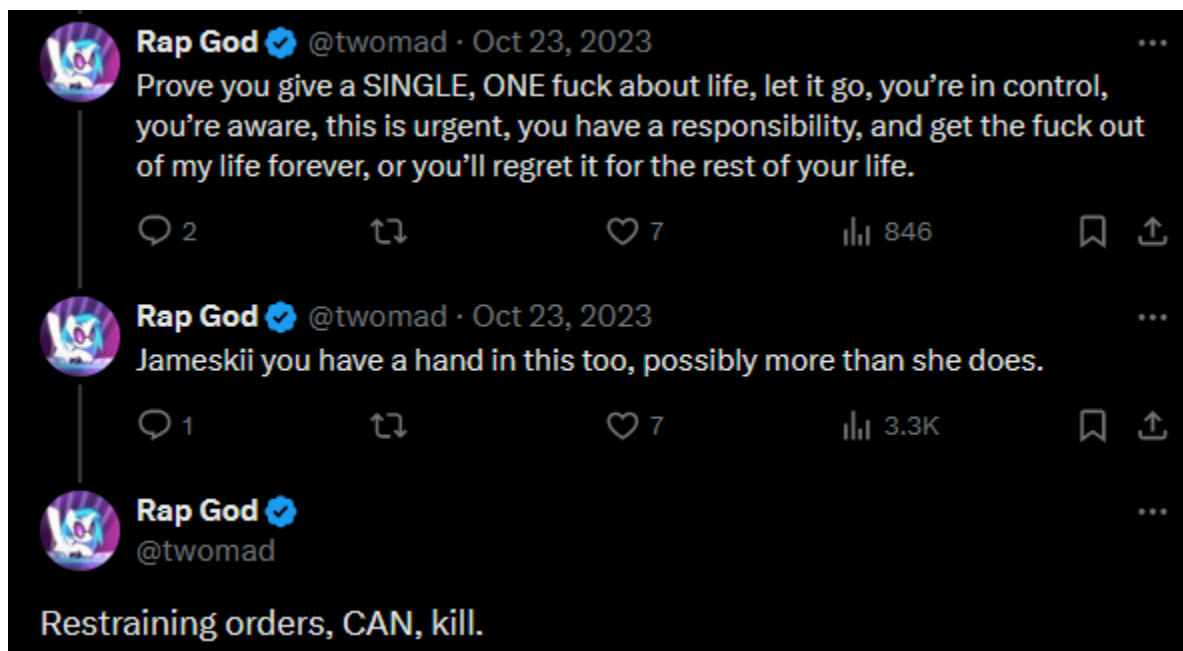 Rap God @twomad · Oct 23, 2023
Prove you give a SINGLE, ONE fuck about life, let it go, you’re in control,
you’re aware, this is urgent, you have a responsibility, and get the fuck out
of my life forever, or you’ll regret it for the rest of your life.
2 7 846
Rap God @twomad · Oct 23, 2023
Jameskii you have a hand in this too, possibly more than she does.
1 7 3.3K
Rap God
@twomad
Restraining orders, CAN, kill.